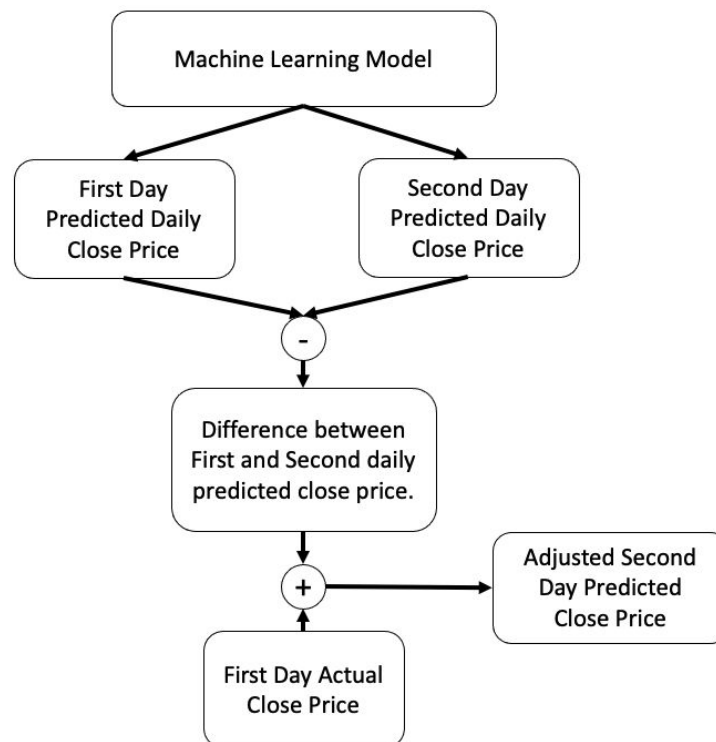 Machine Learning Model
First Day
Predicted Daily
Close Price
Second Day
Predicted Daily
Close Price
-
Difference between
First and Second daily
predicted close price.
+
Adjusted Second
Day Predicted
Close Price
First Day Actual
Close Price